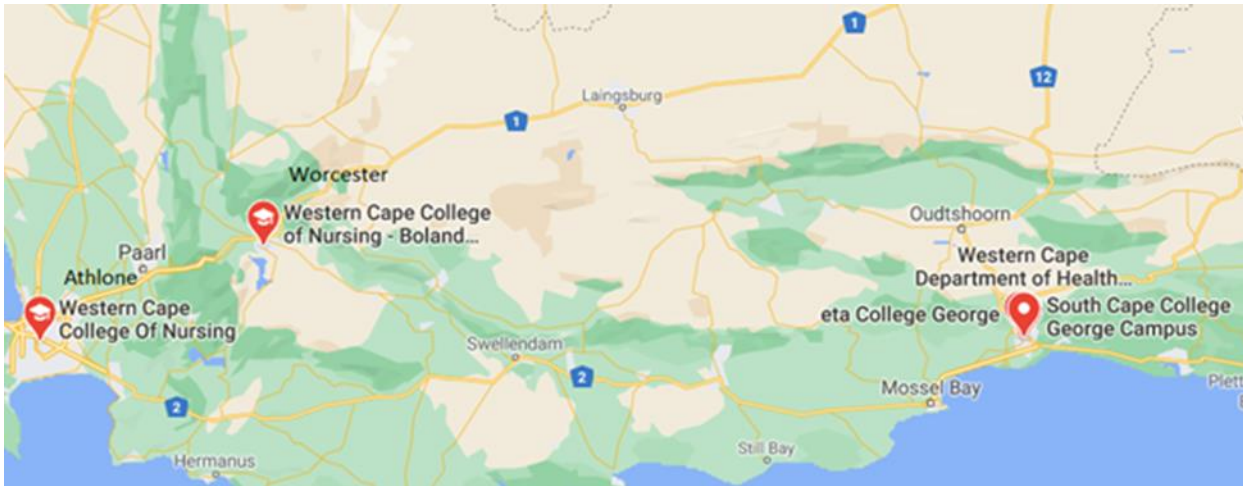 1
12
Laingsburg
1
Worcester
Western Cape College
of Nursing - Boland...
Oudtshoorn
Paarl
Western Cape
Department of Health...
Athlone
Western Cape
College Of Nursing
eta College George
South Cape College
George Campus
Swellendam
2
Mossel Bay
Plett
2
Still Bay
Hermanus